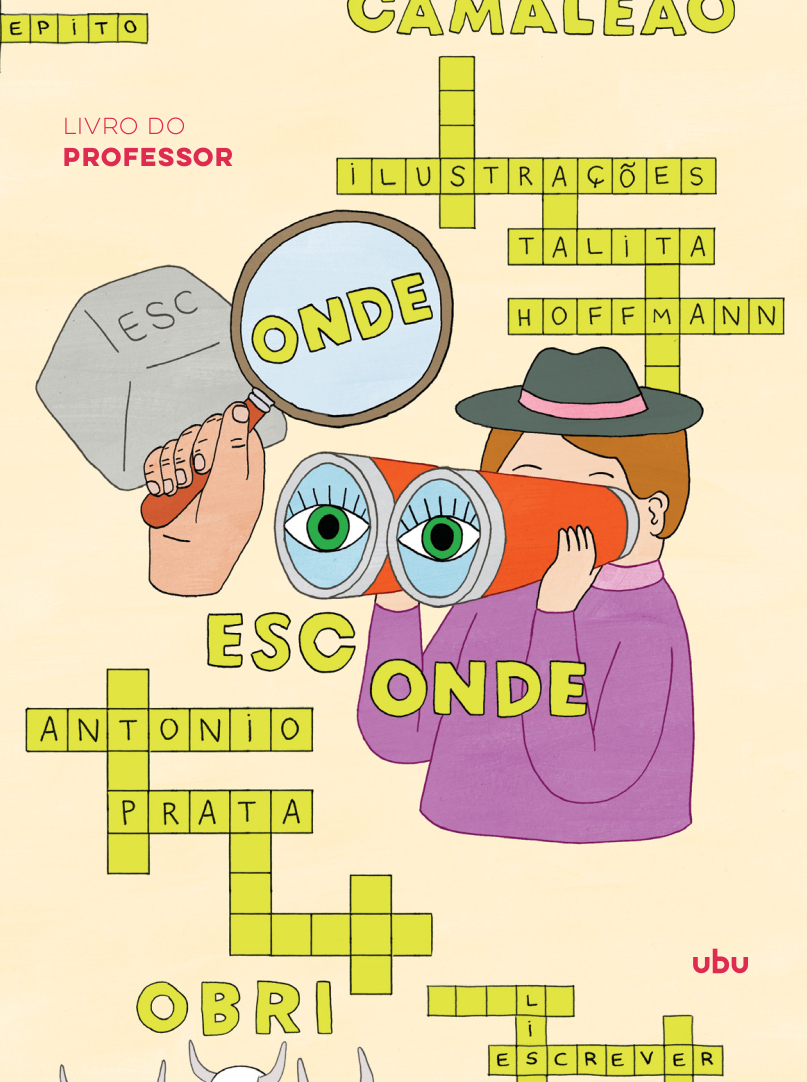 EPiTO
CAMALEÃO
LIVRO DO
PROFESSOR
iLUSTRAÇÕES
TALiTA
HOFFMANN
ESC
ONDE
ESC
ONDE
ANTONiO
PRATA
ubu
OBRI
L
i
ESCREVER